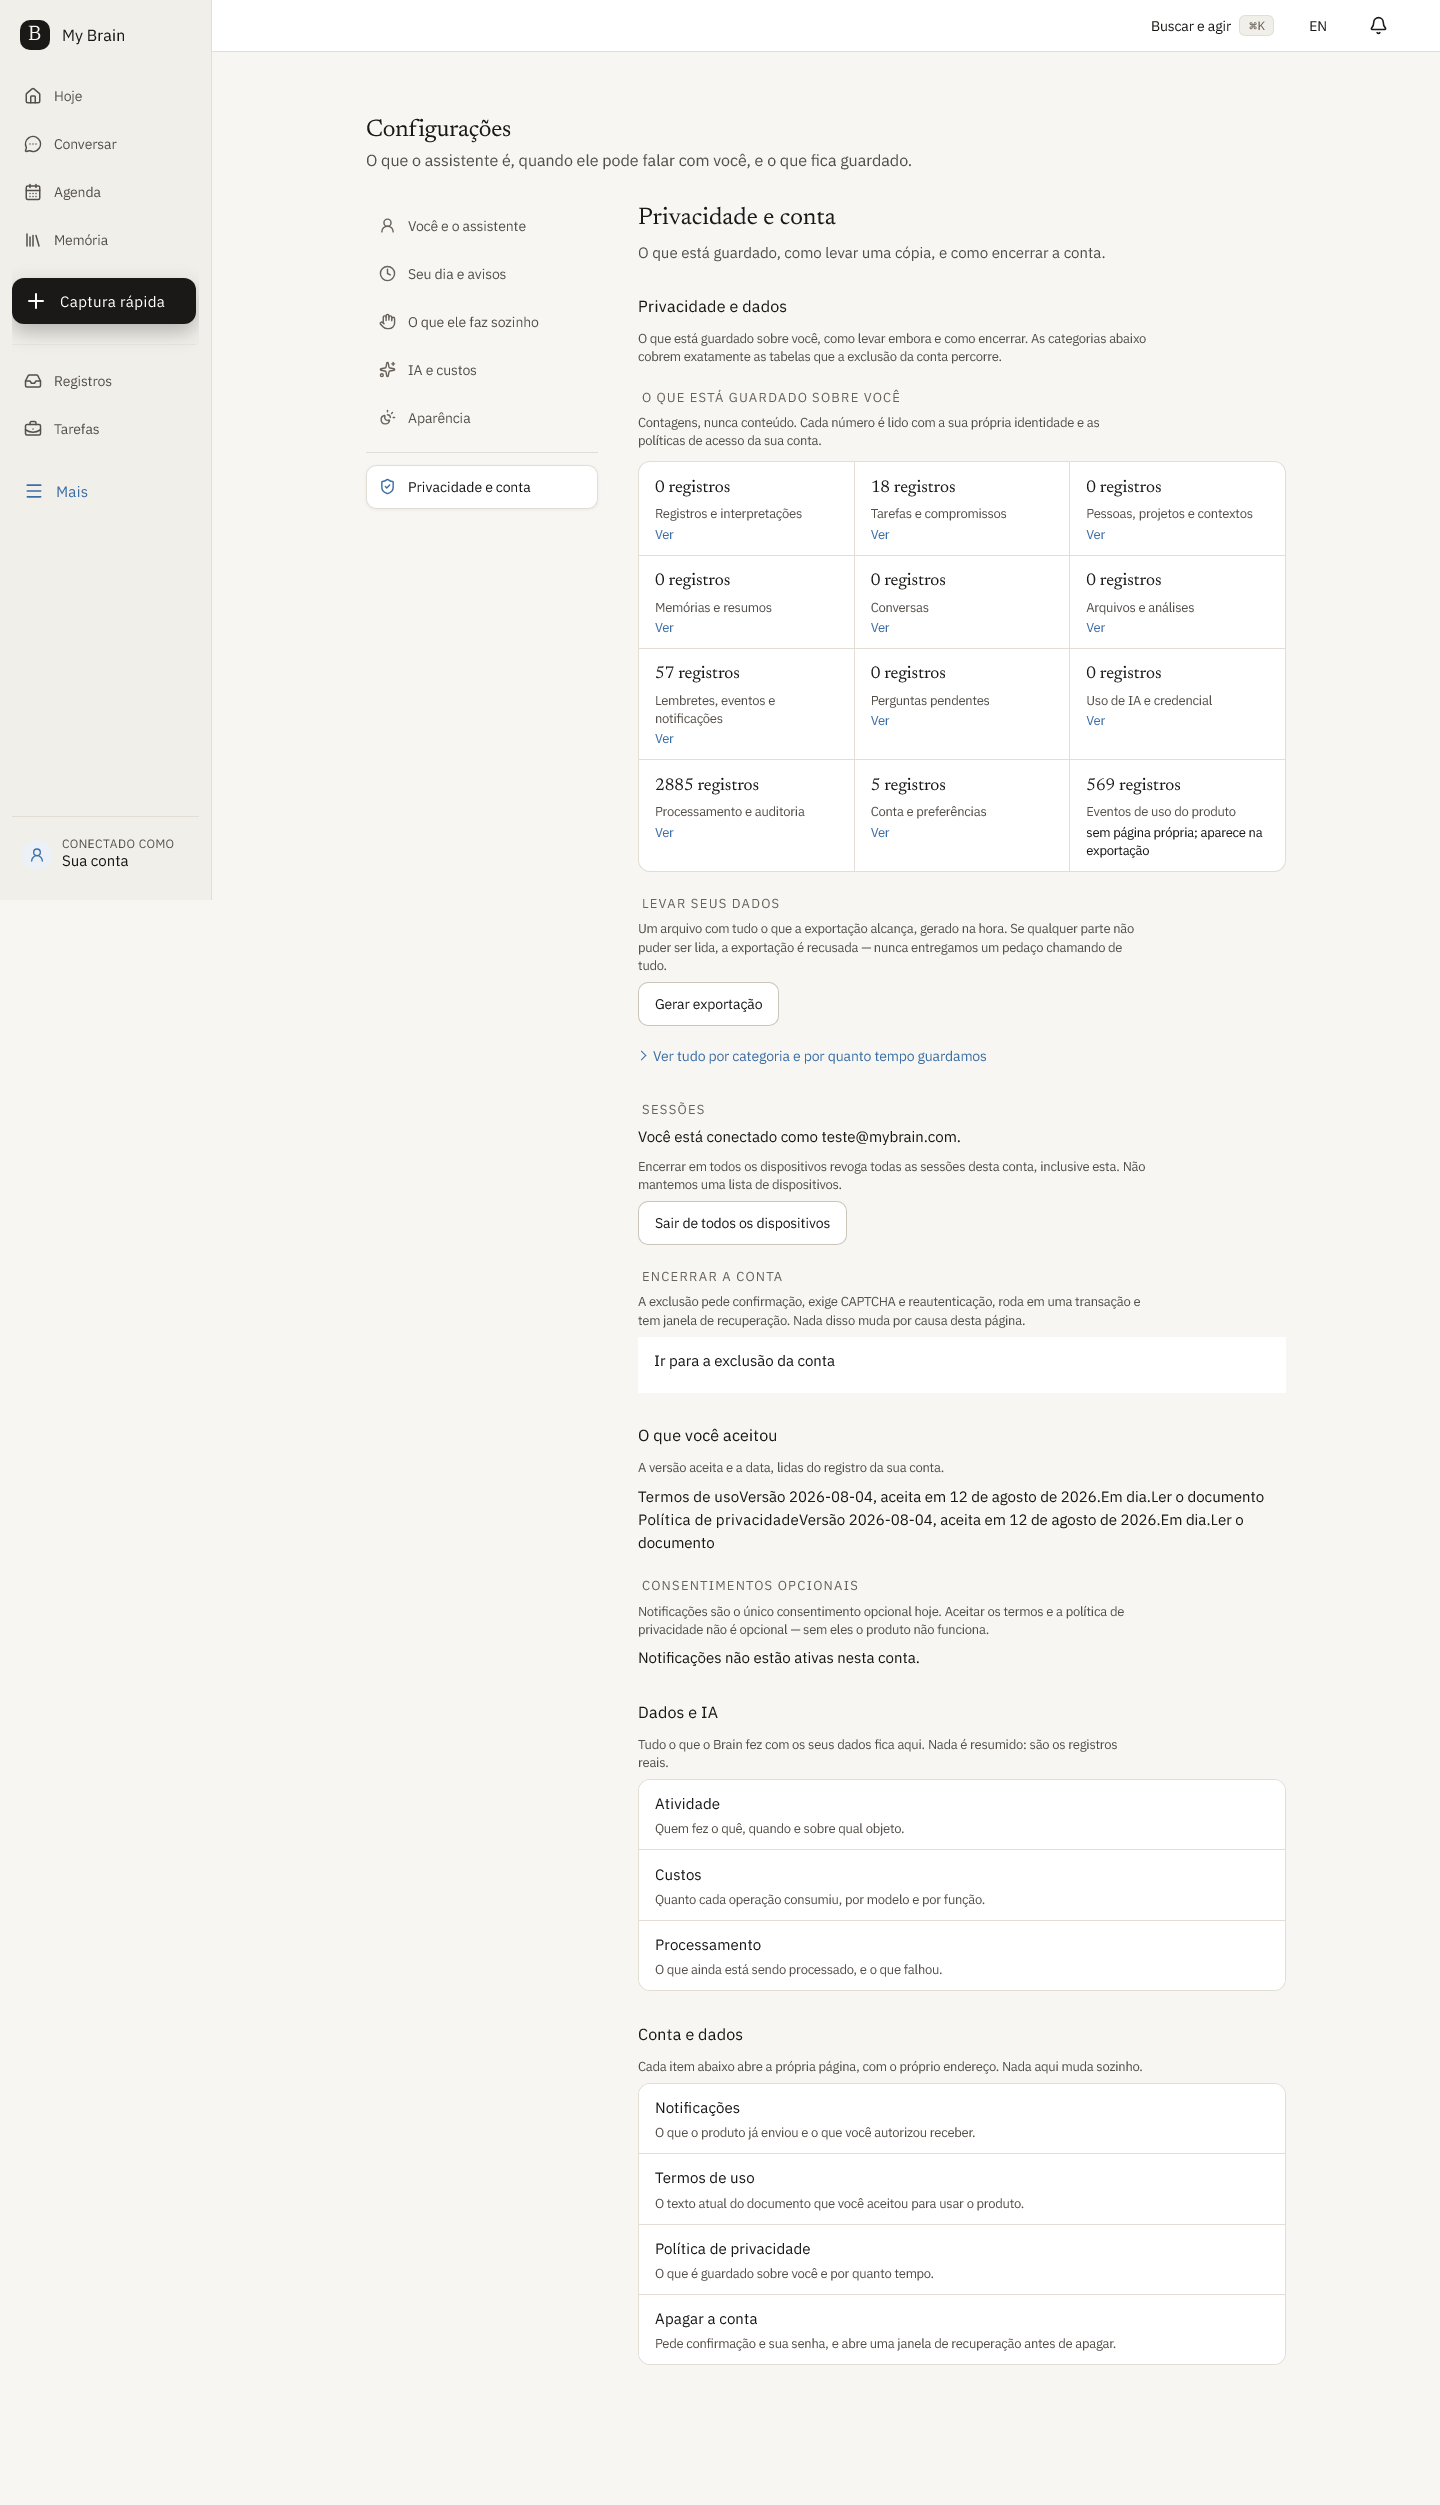 B My Brain
Buscar e agir ⌘K EN
Hoje
Conversar
Agenda
Memória
Captura rápida
Registros
Tarefas
Mais
CONECTADO COMO
Sua conta
Configurações
O que o assistente é, quando ele pode falar com você, e o que fica guardado.
Você e o assistente
Seu dia e avisos
O que ele faz sozinho
IA e custos
Aparência
Privacidade e conta
Privacidade e conta
O que está guardado, como levar uma cópia, e como encerrar a conta.
Privacidade e dados
O que está guardado sobre você, como levar embora e como encerrar. As categorias abaixo
cobrem exatamente as tabelas que a exclusão da conta percorre.
O QUE ESTÁ GUARDADO SOBRE VOCÊ
Contagens, nunca conteúdo. Cada número é lido com a sua própria identidade e as
políticas de acesso da sua conta.
0 registros
Registros e interpretações
Ver
18 registros
Tarefas e compromissos
Ver
0 registros
Pessoas, projetos e contextos
Ver
0 registros
Memórias e resumos
Ver
0 registros
Conversas
Ver
0 registros
Arquivos e análises
Ver
57 registros
Lembretes, eventos e
notificações
Ver
0 registros
Perguntas pendentes
Ver
0 registros
Uso de IA e credencial
Ver
2885 registros
Processamento e auditoria
Ver
5 registros
Conta e preferências
Ver
569 registros
Eventos de uso do produto
sem página própria; aparece na
exportação
LEVAR SEUS DADOS
Um arquivo com tudo o que a exportação alcança, gerado na hora. Se qualquer parte não
puder ser lida, a exportação é recusada — nunca entregamos um pedaço chamando de
tudo.
Gerar exportação
Ver tudo por categoria e por quanto tempo guardamos
SESSÕES
Você está conectado como teste@mybrain.com.
Encerrar em todos os dispositivos revoga todas as sessões desta conta, inclusive esta. Não
mantemos uma lista de dispositivos.
Sair de todos os dispositivos
ENCERRAR A CONTA
A exclusão pede confirmação, exige CAPTCHA e reautenticação, roda em uma transação e
tem janela de recuperação. Nada disso muda por causa desta página.
Ir para a exclusão da conta
O que você aceitou
A versão aceita e a data, lidas do registro da sua conta.
Termos de usoVersão 2026-08-04, aceita em 12 de agosto de 2026.Em dia.Ler o documento
Política de privacidadeVersão 2026-08-04, aceita em 12 de agosto de 2026.Em dia.Ler o
documento
CONSENTIMENTOS OPCIONAIS
Notificações são o único consentimento opcional hoje. Aceitar os termos e a política de
privacidade não é opcional — sem eles o produto não funciona.
Notificações não estão ativas nesta conta.
Dados e IA
Tudo o que o Brain fez com os seus dados fica aqui. Nada é resumido: são os registros
reais.
Atividade
Quem fez o quê, quando e sobre qual objeto.
Custos
Quanto cada operação consumiu, por modelo e por função.
Processamento
O que ainda está sendo processado, e o que falhou.
Conta e dados
Cada item abaixo abre a própria página, com o próprio endereço. Nada aqui muda sozinho.
Notificações
O que o produto já enviou e o que você autorizou receber.
Termos de uso
O texto atual do documento que você aceitou para usar o produto.
Política de privacidade
O que é guardado sobre você e por quanto tempo.
Apagar a conta
Pede confirmação e sua senha, e abre uma janela de recuperação antes de apagar.